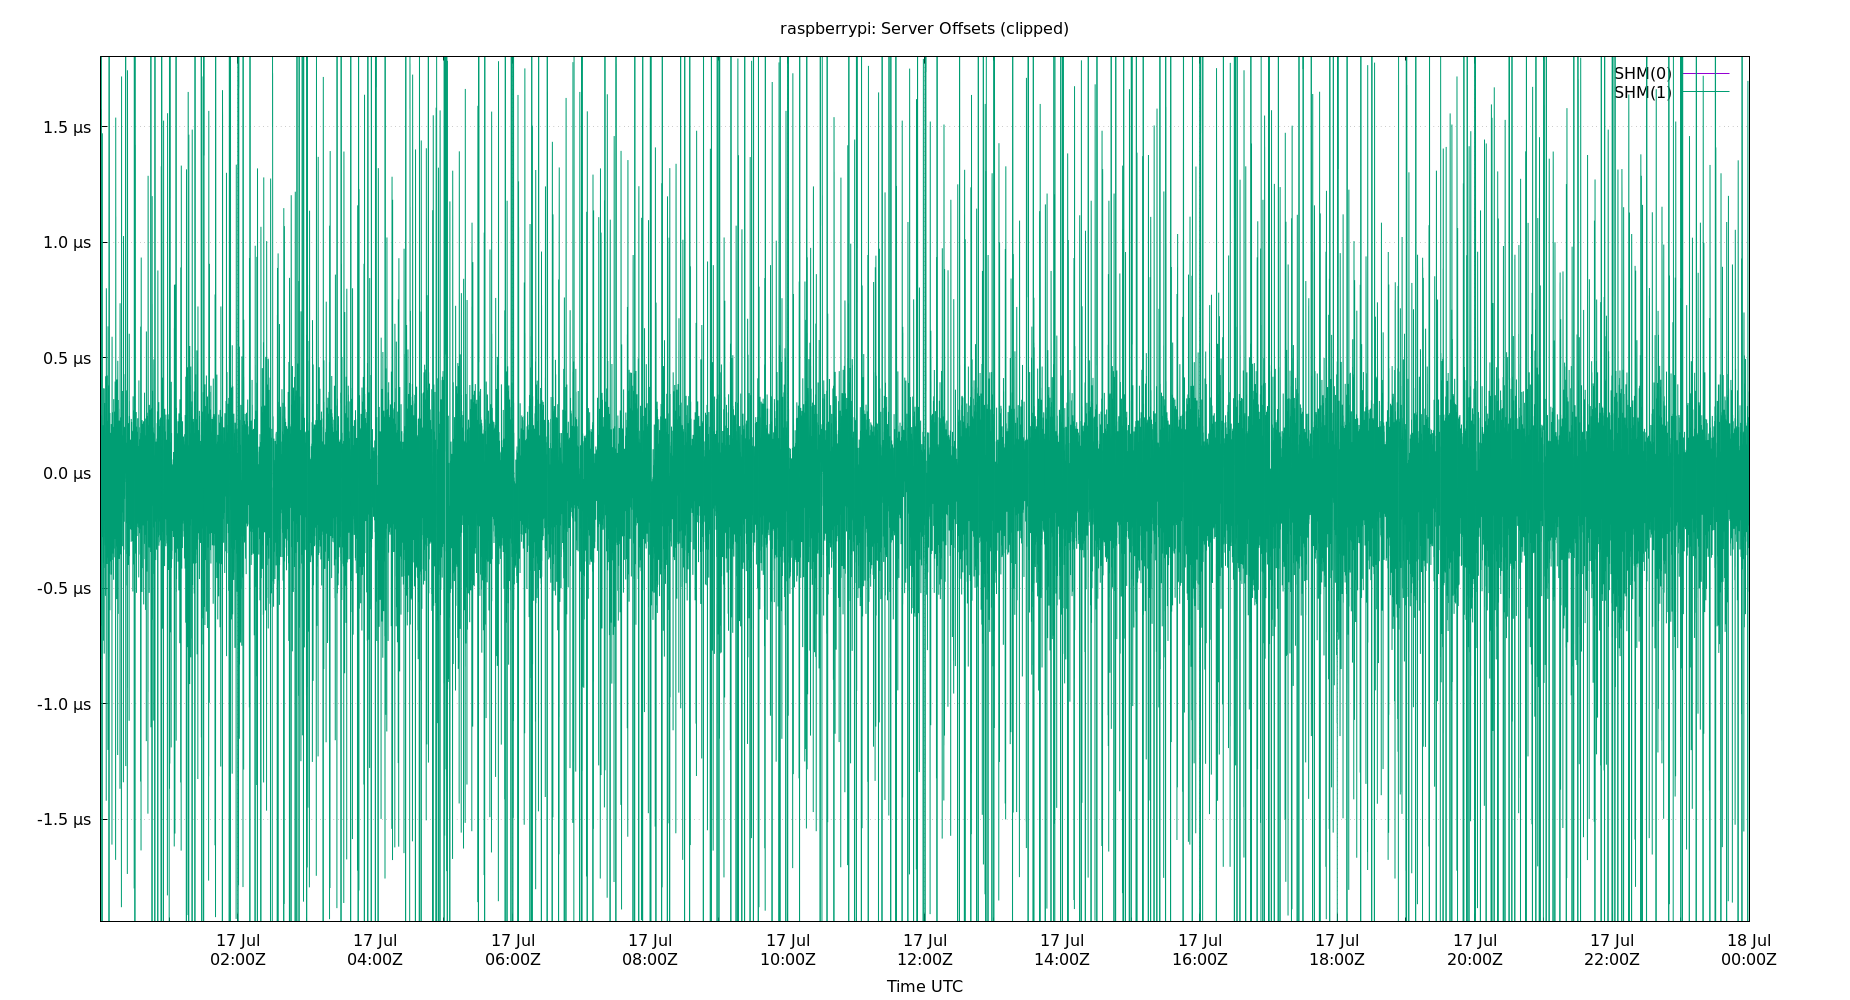 raspberrypi: Server Offsets (clipped)
SHM(0)
SHM(1)
1.5 µs
1.0 µs
0.5 µs
0.0 µs
-0.5 µs
-1.0 µs
-1.5 µs
17 Jul 17 Jul 17 Jul 17 Jul 17 Jul 17 Jul 17 Jul 17 Jul 17 Jul 17 Jul 17 Jul 18 Jul
02:00Z 04:00Z 06:00Z 08:00Z 10:00Z 12:00Z 14:00Z 16:00Z 18:00Z 20:00Z 22:00Z 00:00Z
Time UTC